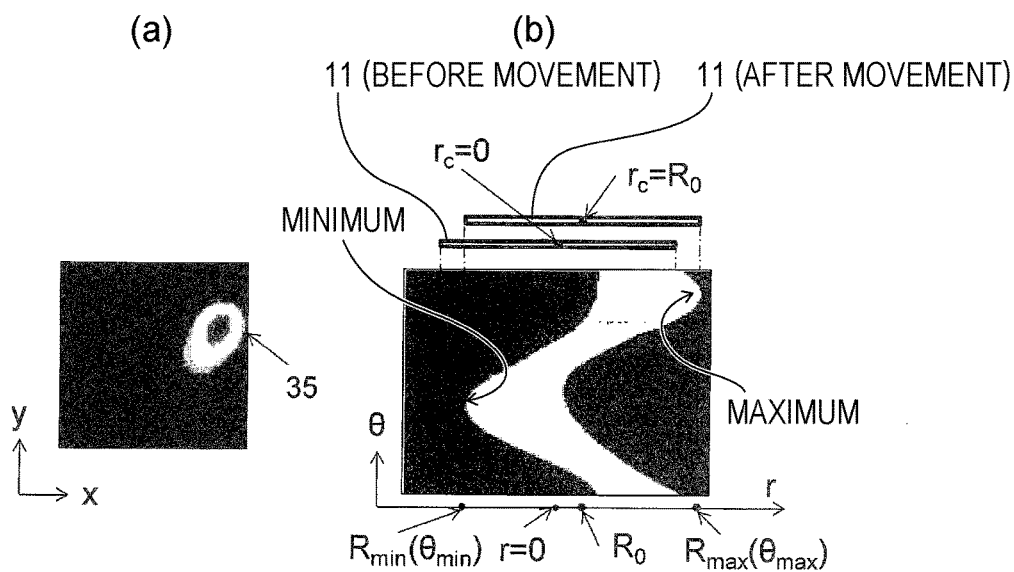 (a)
(b)
11 (BEFORE MOVEMENT) 11 (AFTER MOVEMENT)
r_c=0
r_c=R_0
MINIMUM
35
MAXIMUM
y
x
θ
r
R_min(θ_min) r=0 R_0 R_max(θ_max)